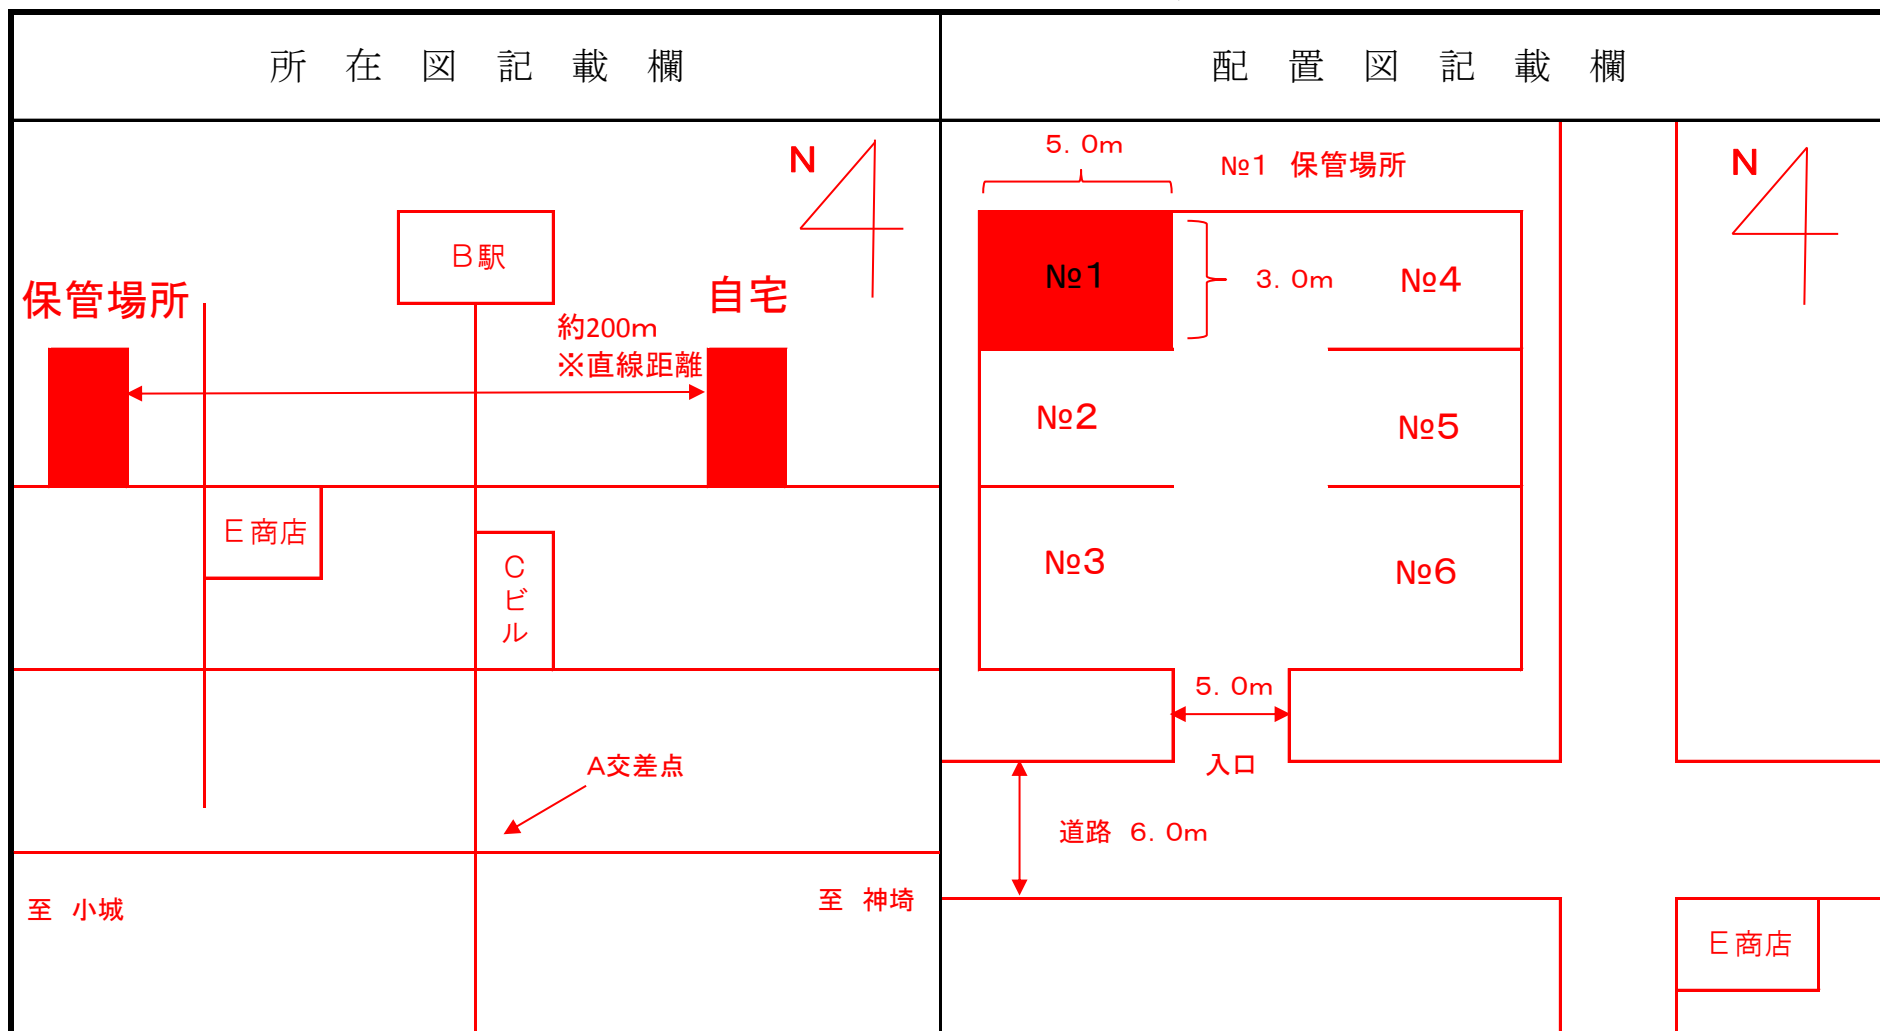 所在図記載欄
N
B駅
保管場所
自宅
約200m
※直線距離
E商店
Cビル
A交差点
至 小城
至 神埼
配置図記載欄
5.0m
№1 保管場所
N
№1
3.0m
№4
№2
№5
№3
№6
5.0m
入口
道路 6.0m
E商店